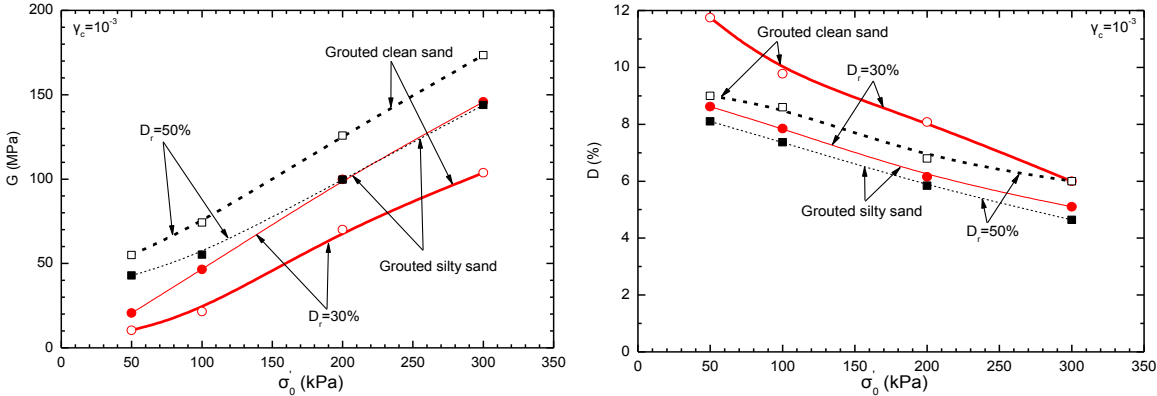 γc=10-3
Grouted clean sand
Dr=50%
Grouted silty sand
Dr=30%
G (MPa)
200
150
100
50
0
0 50 100 150 200 250 300 350
σ'0 (kPa)
γc=10-3
Grouted clean sand
Dr=30%
Grouted silty sand
Dr=50%
D (%)
12
10
8
6
4
2
0
0 50 100 150 200 250 300 350
σ'0 (kPa)